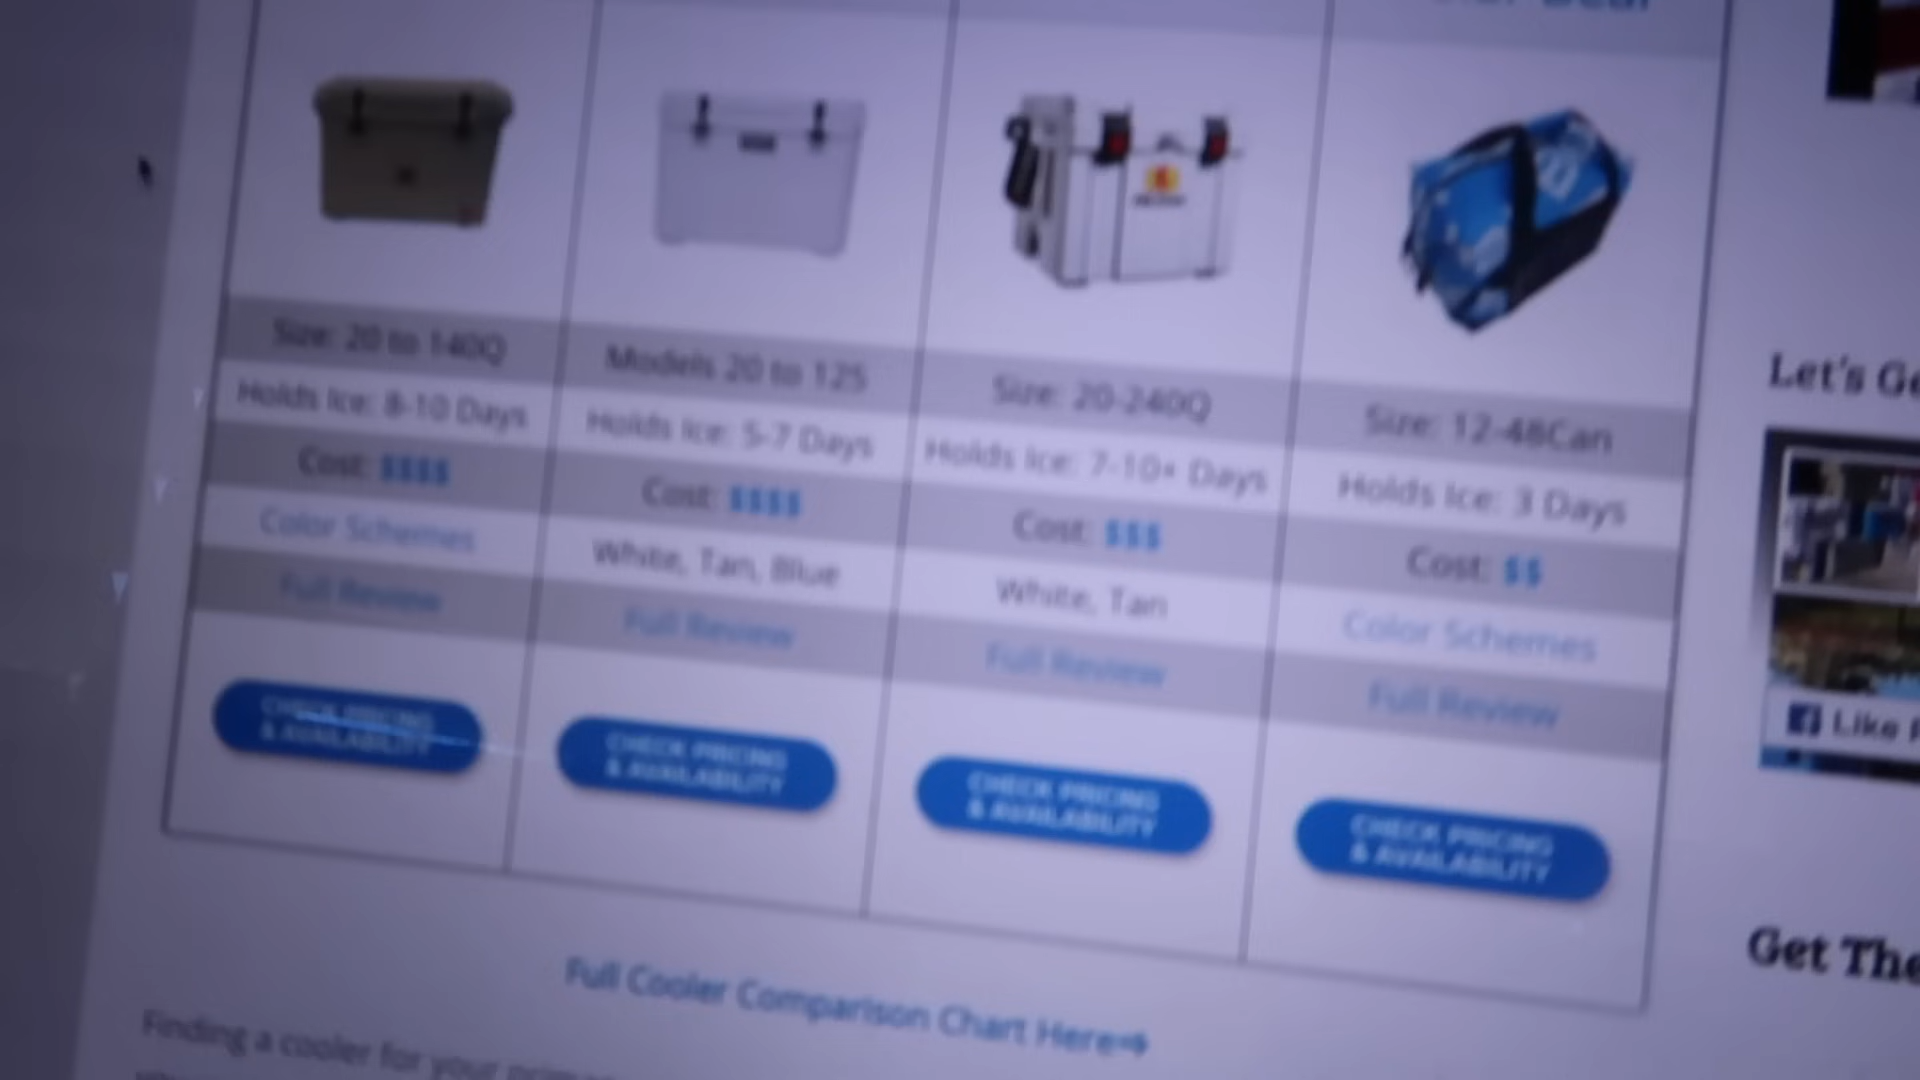 Size: 20 to 140Q
Holds Ice: 8-10 Days
Cost: $$$$
Color Schemes
Full Review
CHECK PRICING
& AVAILABILITY
Models 20 to 125
Holds Ice: 5-7 Days
Cost: $$$$
White, Tan, Blue
Full Review
CHECK PRICING
& AVAILABILITY
Size: 20-240Q
Holds Ice: 7-10+ Days
Cost: $$$
White, Tan
Full Review
CHECK PRICING
& AVAILABILITY
Size: 12-48Can
Holds Ice: 3 Days
Cost: $$
Color Schemes
Full Review
CHECK PRICING
& AVAILABILITY
Full Cooler Comparison Chart Here⇒
Finding a cooler for your
Let's
Like
Get